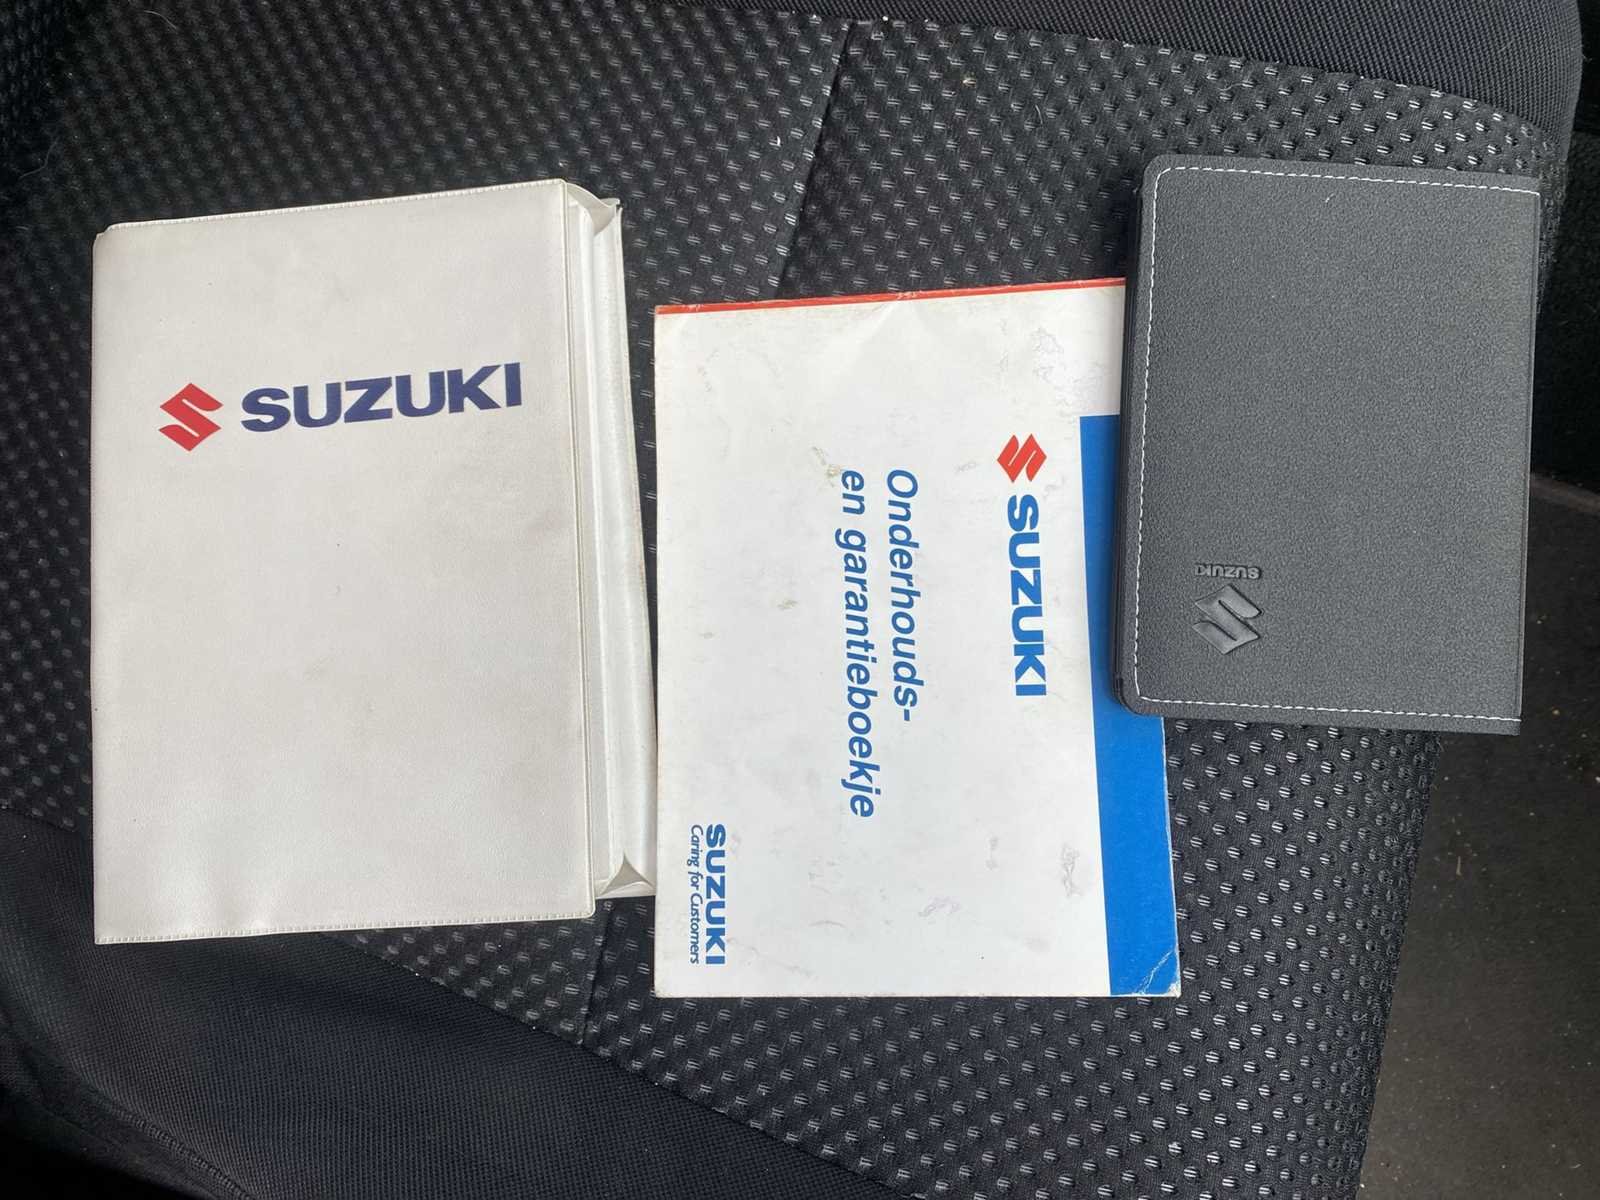 SUZUKI
SUZUKI
Onderhouds-
en garantieboekje
SUZUKI
Caring for Customers
SUZUKI